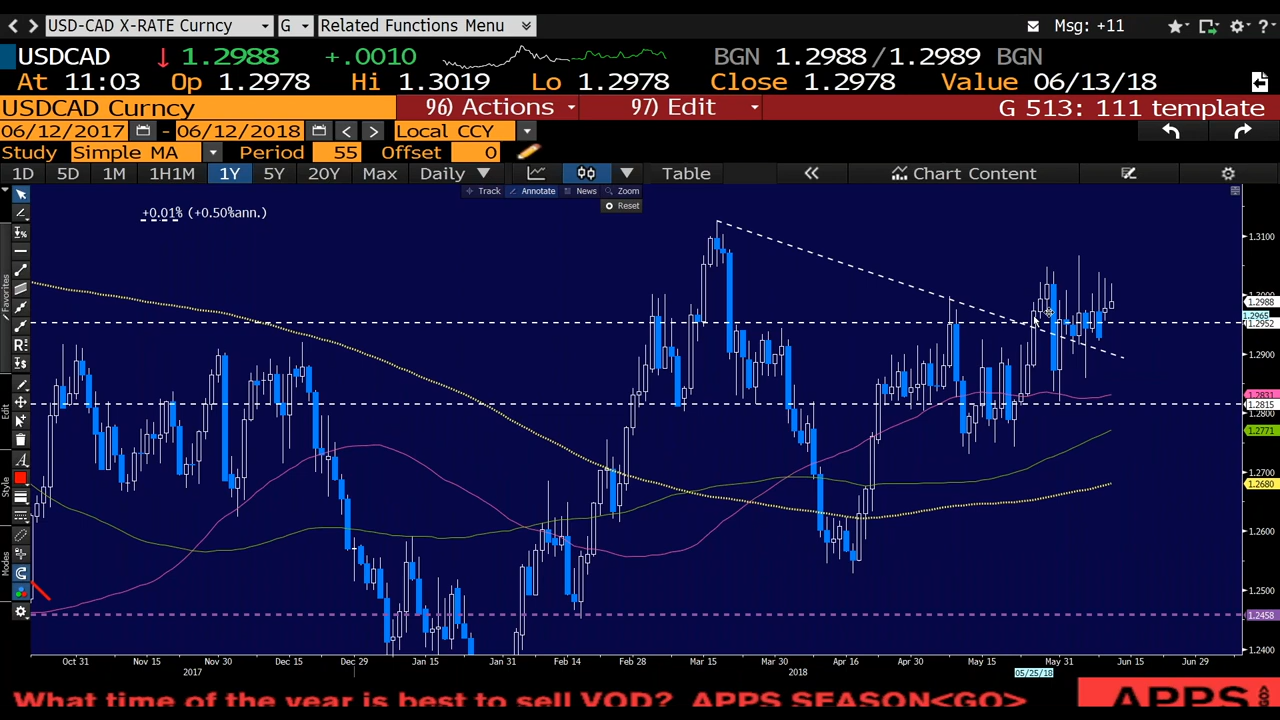 USD-CAD X-RATE Curncy G Related Functions Menu Msg: +11
USDCAD 1.2988 +.0010 BGN 1.2988/1.2989 BGN
At 11:03 Op 1.2978 Hi 1.3019 Lo 1.2978 Close 1.2978 Value 06/13/18
USDCAD Curncy 96) Actions 97) Edit G 513: 111 template
06/12/2017 - 06/12/2018 Local CCY
Study Simple MA Period 55 Offset 0
1D 5D 1M 1H1M 1Y 5Y 20Y Max Daily Table Chart Content
Track Annotate News Zoom
Reset
+0.01% (+0.50%ann.)
1.3100
1.2988
1.2965
1.2952
1.2900
1.2831
1.2815
1.2800
1.2771
1.2700
1.2680
1.2600
1.2500
1.2458
1.2400
Favorites
Edit
Style
Modes
Oct 31 Nov 15 Nov 30 Dec 15 Dec 29 Jan 15 Jan 31 Feb 14 Feb 28 Mar 15 Mar 30 Apr 16 Apr 30 May 15 May 31 Jun 15 Jun 29
2017 2018 05/25/18
What time of the year is best to sell VOD? APPS SEASON<GO> APPS